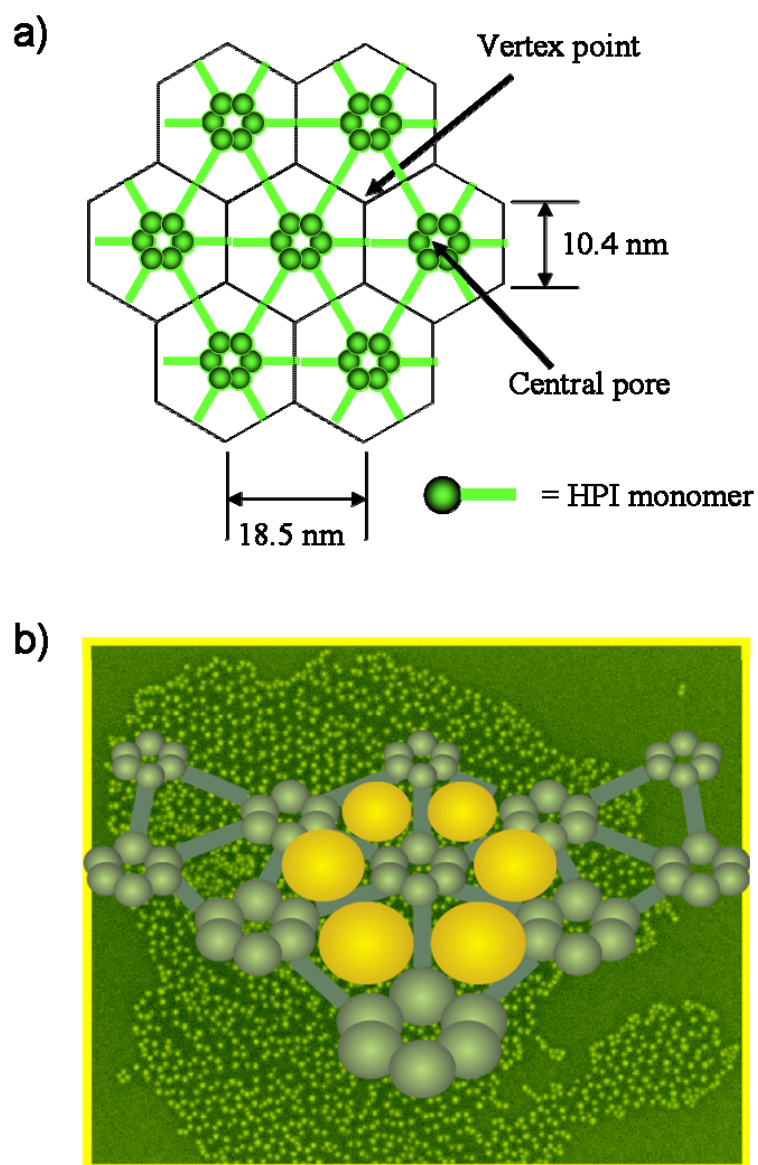 a)
Vertex point
10.4 nm
Central pore
= HPI monomer
18.5 nm
b)